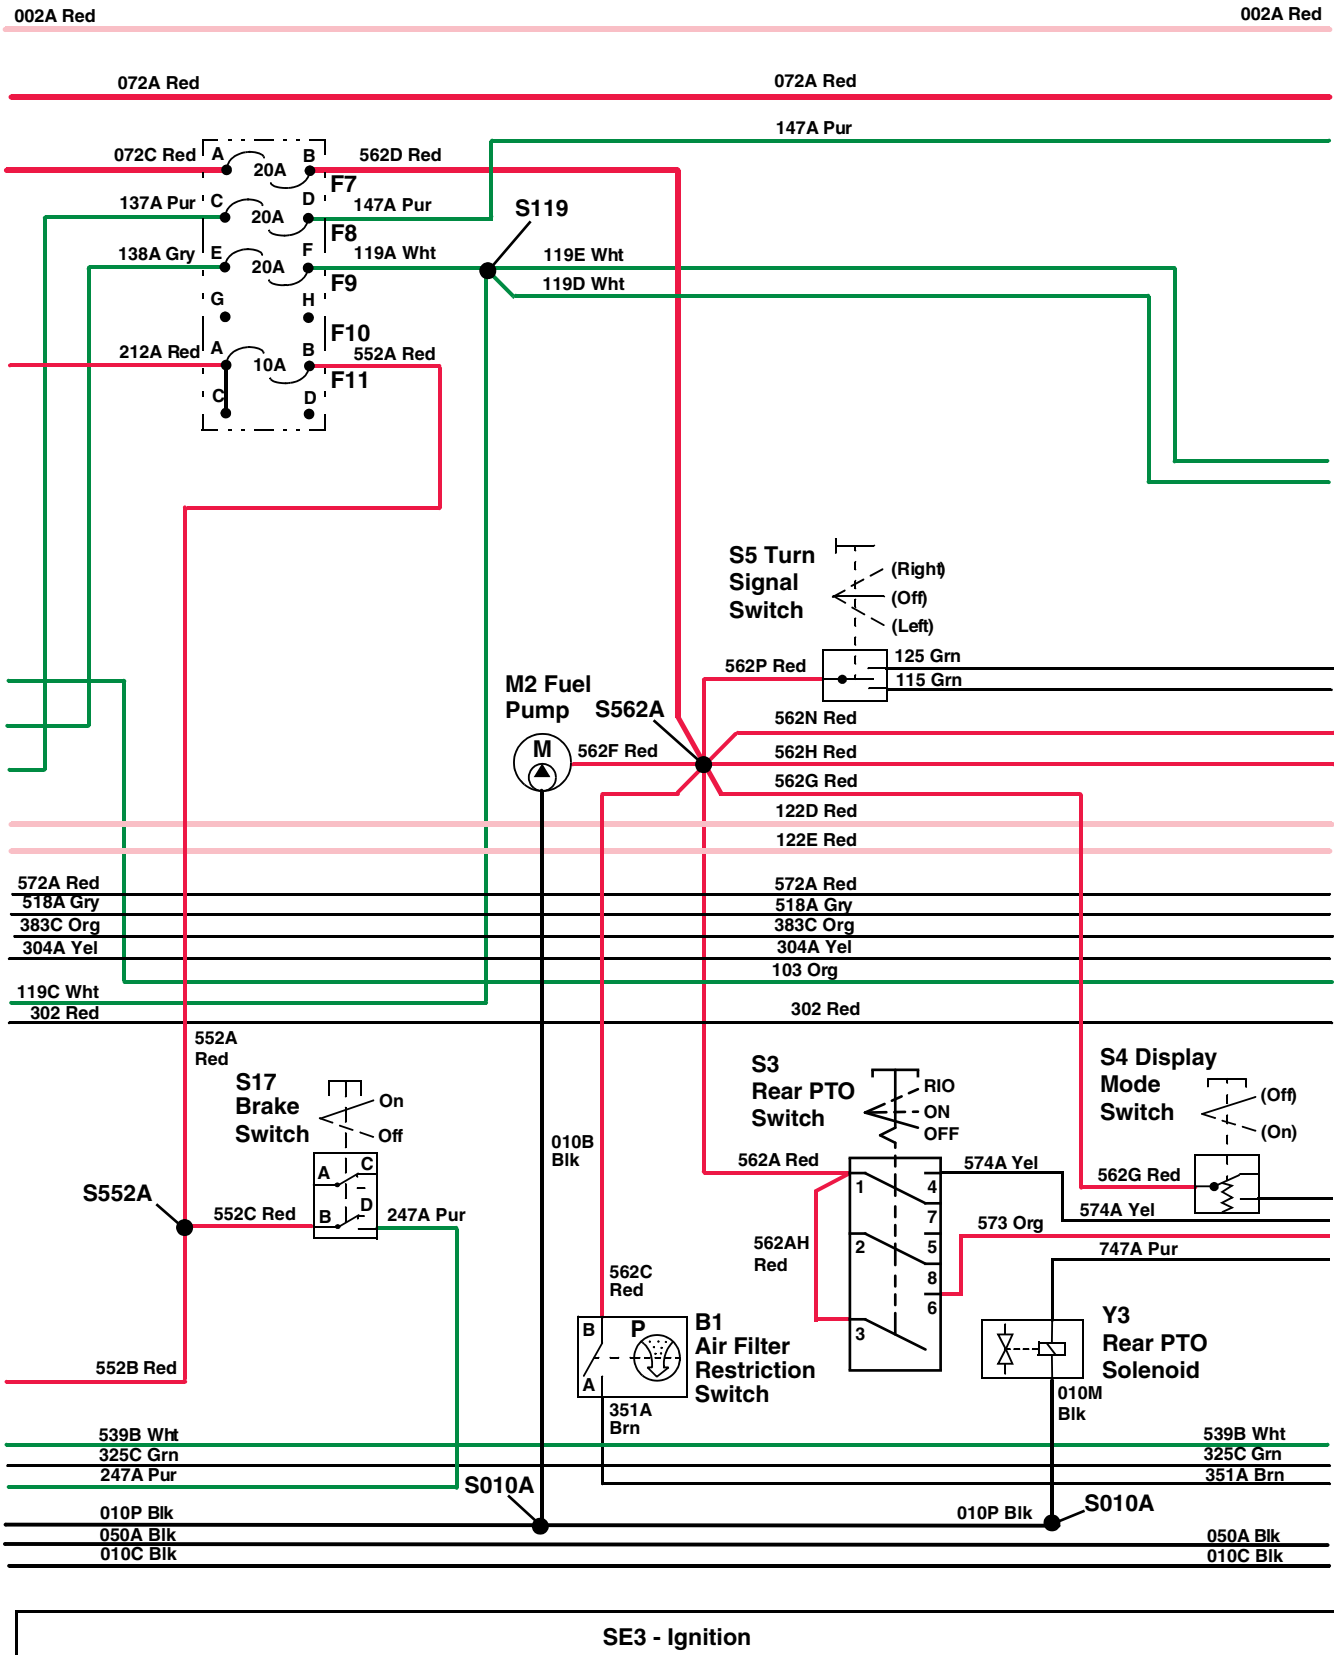 002A Red 002A Red
072A Red 072A Red
147A Pur
072C Red A 20A B 562D Red
F7
137A Pur C 20A D 147A Pur
F8
S119
138A Gry E 20A F 119A Wht 119E Wht
F9
119D Wht
G H
F10
212A Red A 10A B 552A Red
F11
C D
S5 Turn
Signal
Switch
(Right)
(Off)
(Left)
125 Grn
562P Red
115 Grn
M2 Fuel
Pump
S562A
562N Red
M
562F Red
562H Red
562G Red
122D Red
122E Red
572A Red 572A Red
518A Gry 518A Gry
383C Org 383C Org
304A Yel 304A Yel
103 Org
119C Wht
302 Red 302 Red
552A
Red
S17
Brake
Switch
On
Off
S3
Rear PTO
Switch
RIO
ON
OFF
S4 Display
Mode
Switch
(Off)
(On)
010B
Blk
A C
B D
S552A
552C Red
247A Pur
562A Red
574A Yel
562G Red
574A Yel
1 4
7
573 Org
2 5
8
6
3
562AH
Red
747A Pur
562C
Red
B P
A
B1
Air Filter
Restriction
Switch
Y3
Rear PTO
Solenoid
552B Red
351A
Brn
010M
Blk
539B Wht 539B Wht
325C Grn 325C Grn
247A Pur 351A Brn
S010A
S010A
010P Blk 010P Blk
050A Blk 050A Blk
010C Blk 010C Blk
SE3 - Ignition